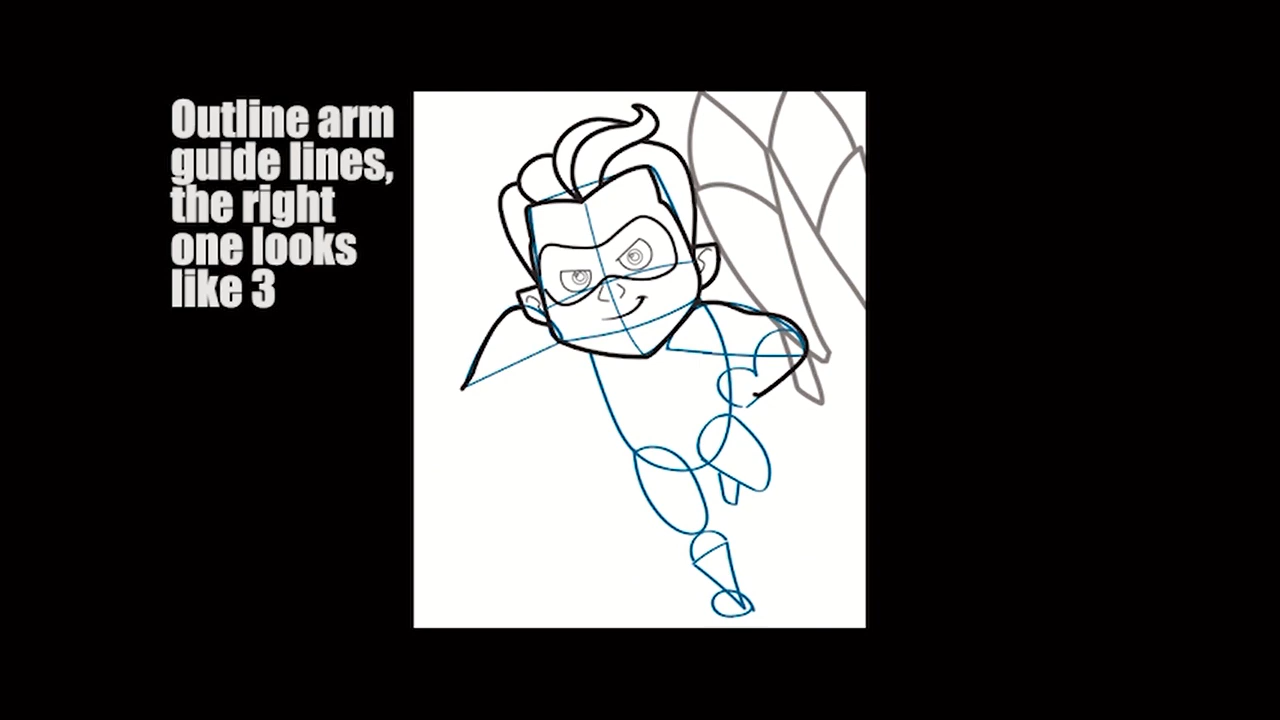 Outline arm
guide lines,
the right
one looks
like 3